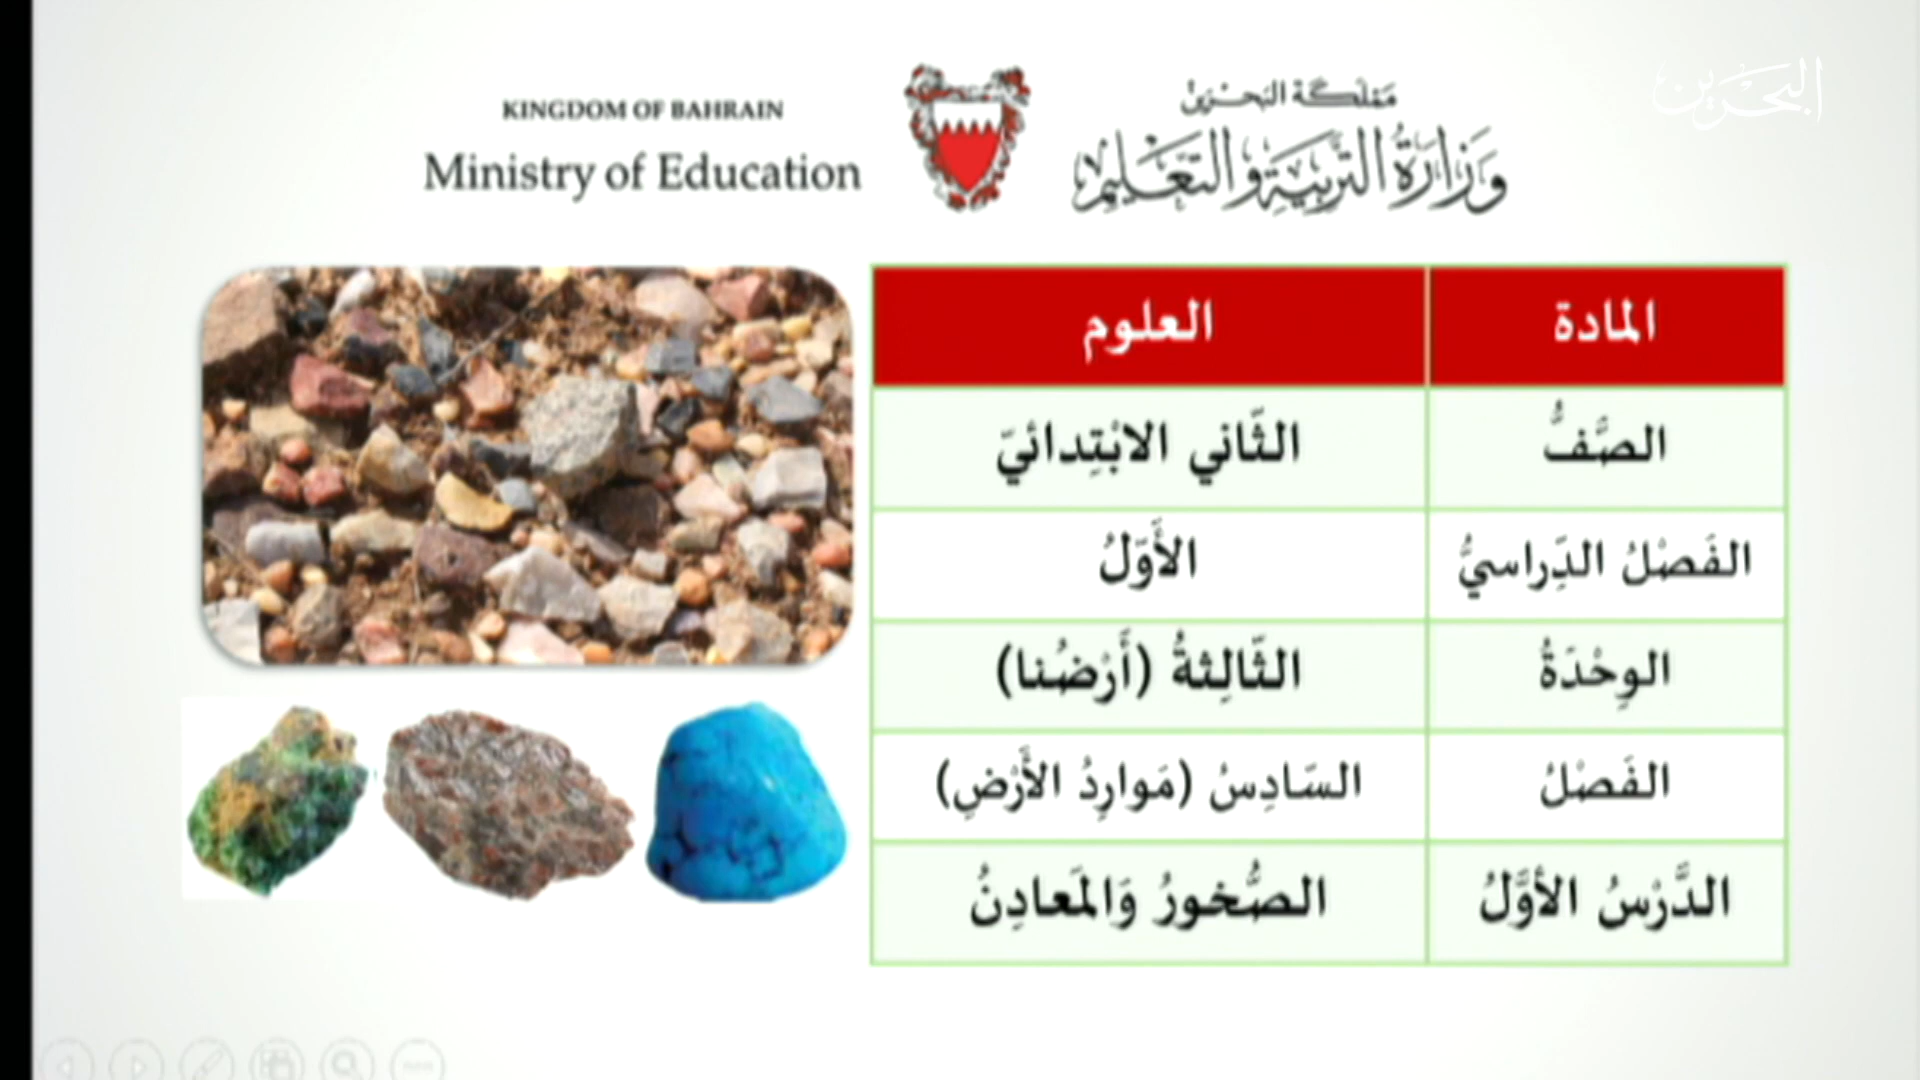 البحرين
KINGDOM OF BAHRAIN
مملكة البحرين
Ministry of Education
وزارة التربية والتعليم
المادة العلوم
الصَّفُّ الثّاني الابْتِدائيّ
الفَصْلُ الدِّراسيُّ الأَوّلُ
الوِحْدَةُ الثّالِثةُ (أَرْضُنا)
الفَصْلُ السّادِسُ (مَوارِدُ الأَرْضِ)
الدَّرْسُ الأوَّلُ الصُّخورُ وَالمَعادِنُ